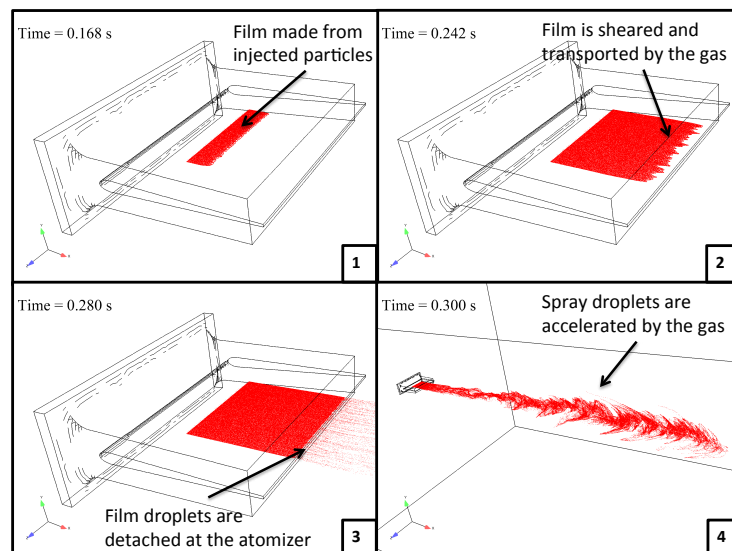 Time = 0.168 s
Film made from
injected particles
1
Time = 0.242 s
Film is sheared and
transported by the gas
2
Time = 0.280 s
Film droplets are
detached at the atomizer
3
Time = 0.300 s
Spray droplets are
accelerated by the gas
4